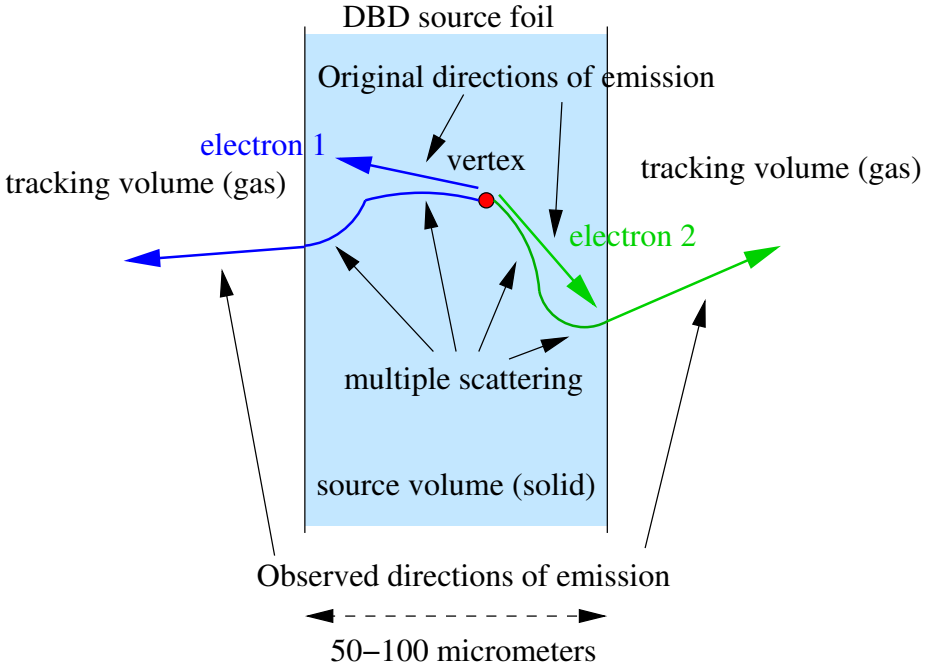 DBD source foil
Original directions of emission
electron 1
vertex
tracking volume (gas)
tracking volume (gas)
electron 2
multiple scattering
source volume (solid)
Observed directions of emission
50−100 micrometers